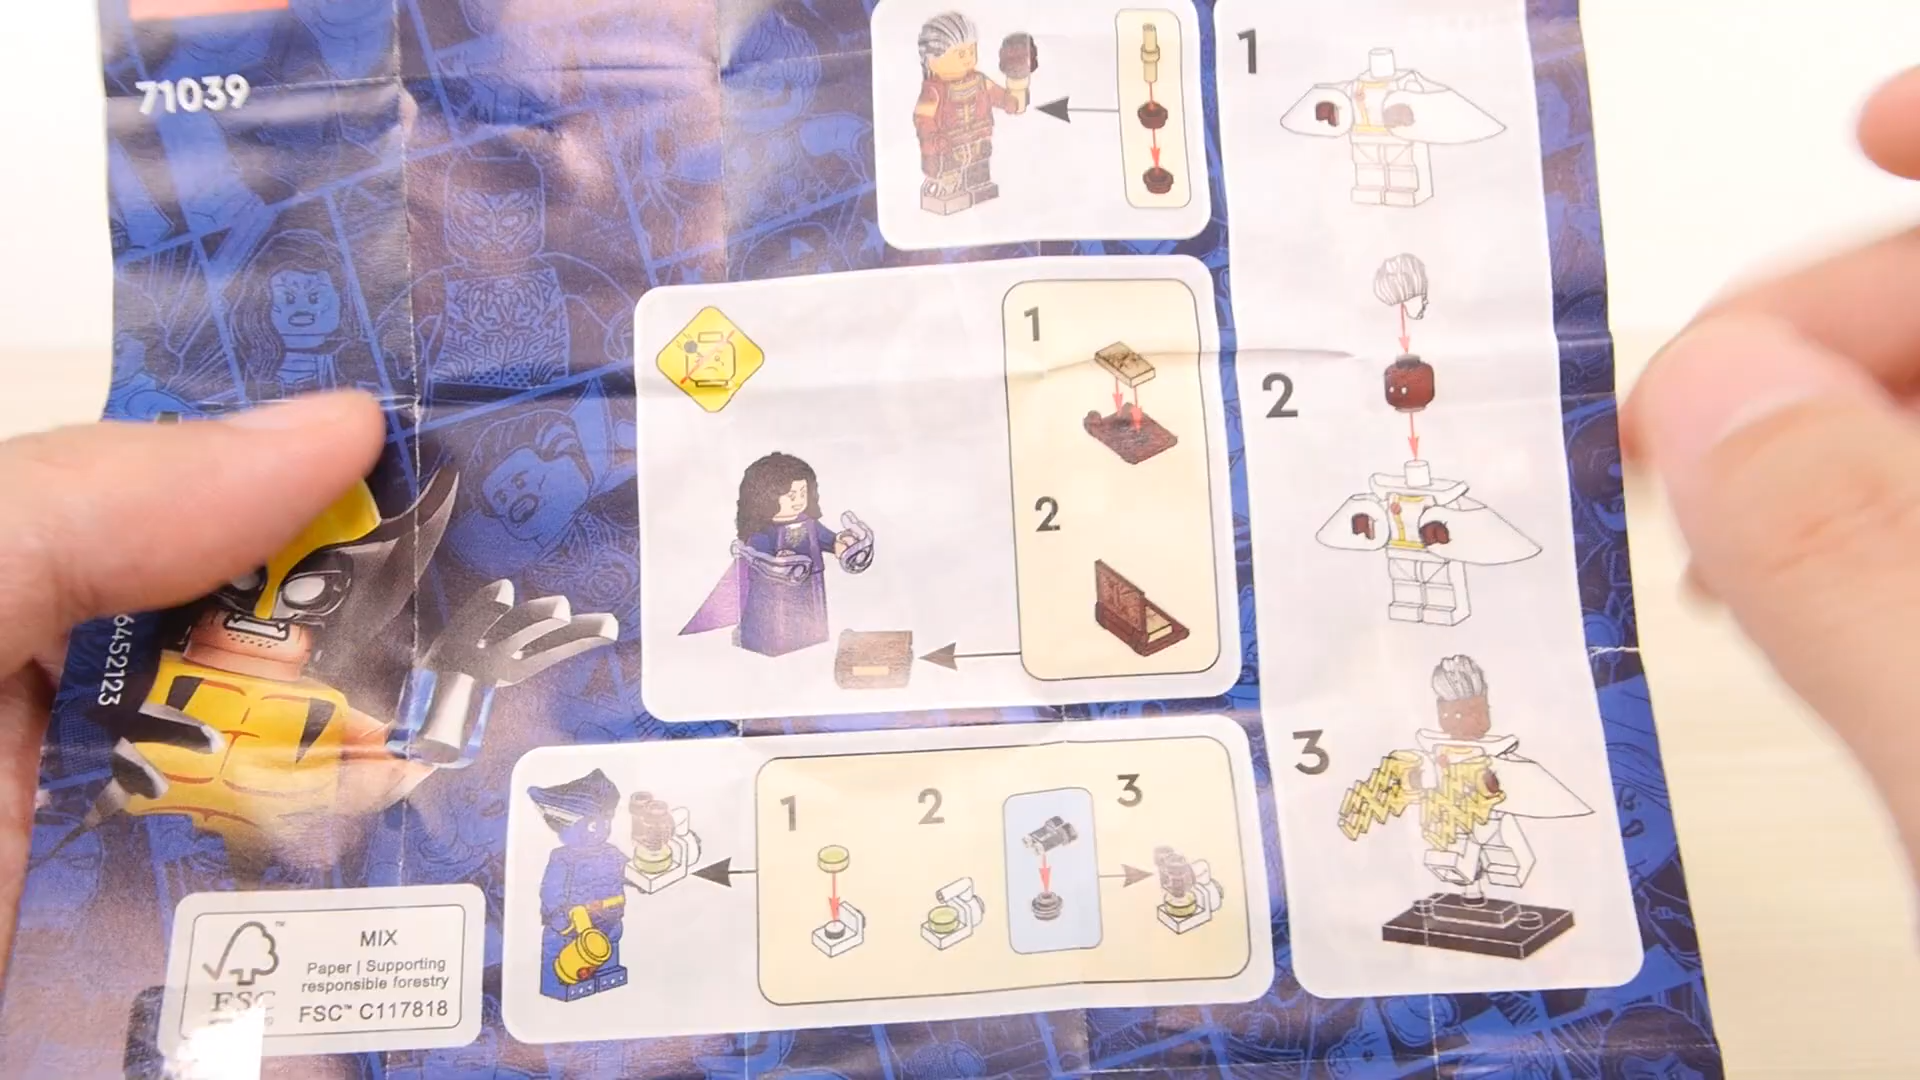 71039
1
1
2
2
3
1
2
3
6452123
FSC
MIX
Paper | Supporting
responsible forestry
FSC™ C117818